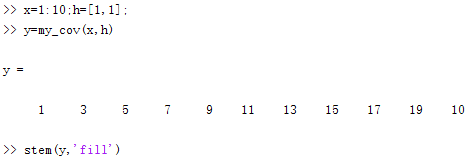 >> x=1:10;h=[1,1];
>> y=my_cov(x,h)
y =
1 3 5 7 9 11 13 15 17 19 10
>> stem(y,'fill')